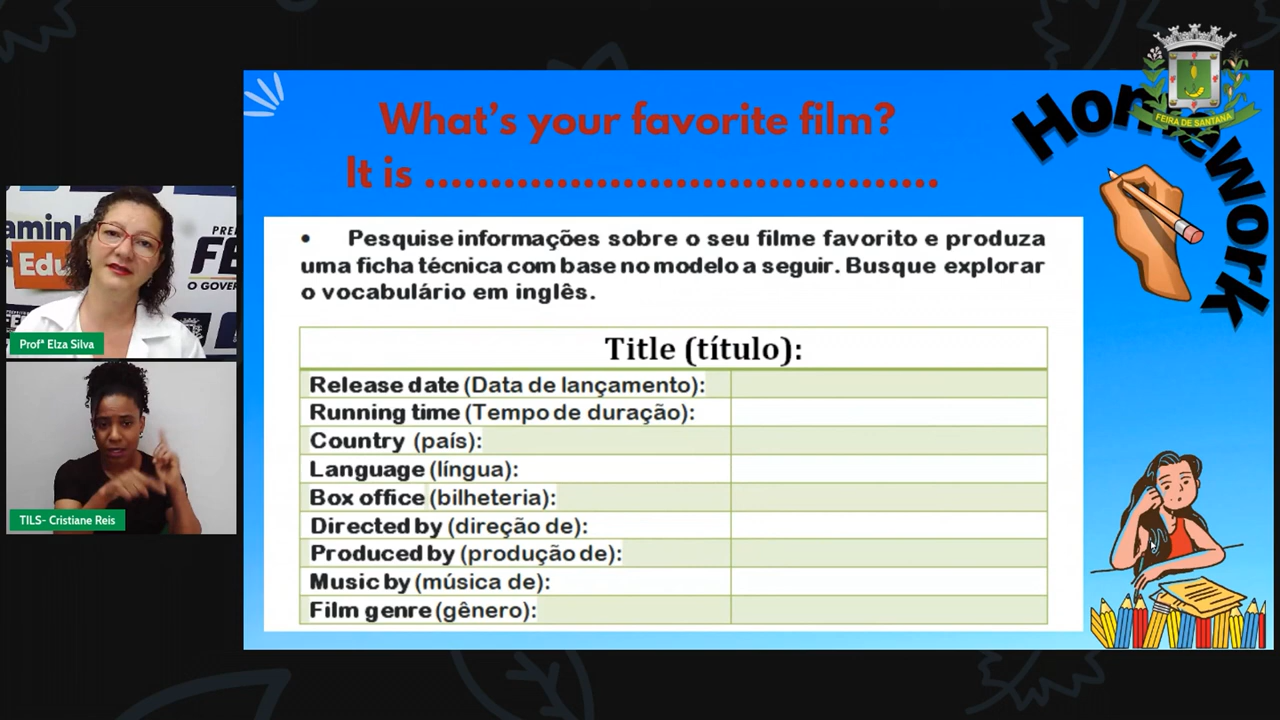 What's your favorite film?
It is .......................................
Homework
FEIRA DE SANTANA
• Pesquise informações sobre o seu filme favorito e produza
uma ficha técnica com base no modelo a seguir. Busque explorar
o vocabulário em inglês.
Title (título):
Release date (Data de lançamento):
Running time (Tempo de duração):
Country (país):
Language (língua):
Box office (bilheteria):
Directed by (direção de):
Produced by (produção de):
Music by (música de):
Film genre (gênero):
Edu
O GOVER
Profª Elza Silva
TILS- Cristiane Reis